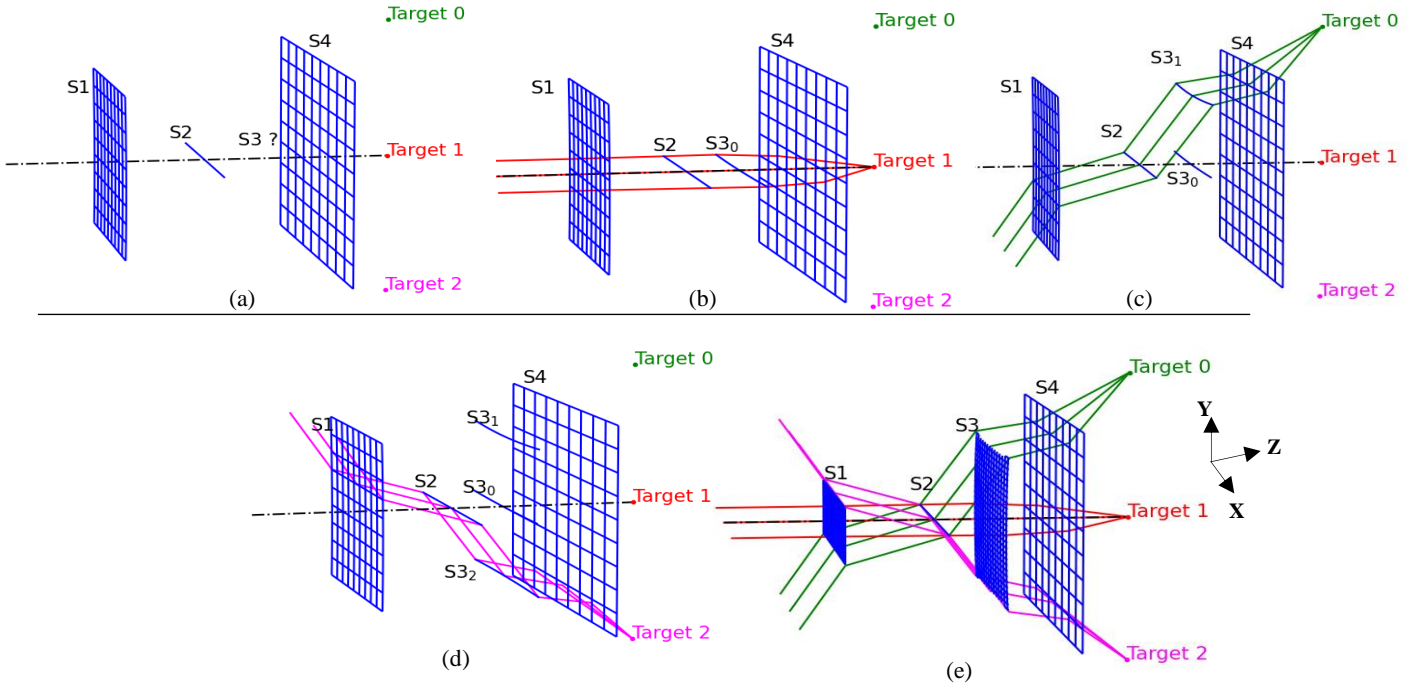 Target 0
S4
S1
S2
S3 ?
Target 1
Target 2
(a)
Target 0
S4
S1
S2
S3₀
Target 1
Target 2
(b)
Target 0
S4
S3₁
S1
S2
S3₀
Target 1
Target 2
(c)
Target 0
S4
S1
S3₁
S2
S3₀
Target 1
S3₂
Target 2
(d)
Target 0
S4
S3
S1
S2
Target 1
Target 2
(e)
Y
Z
X